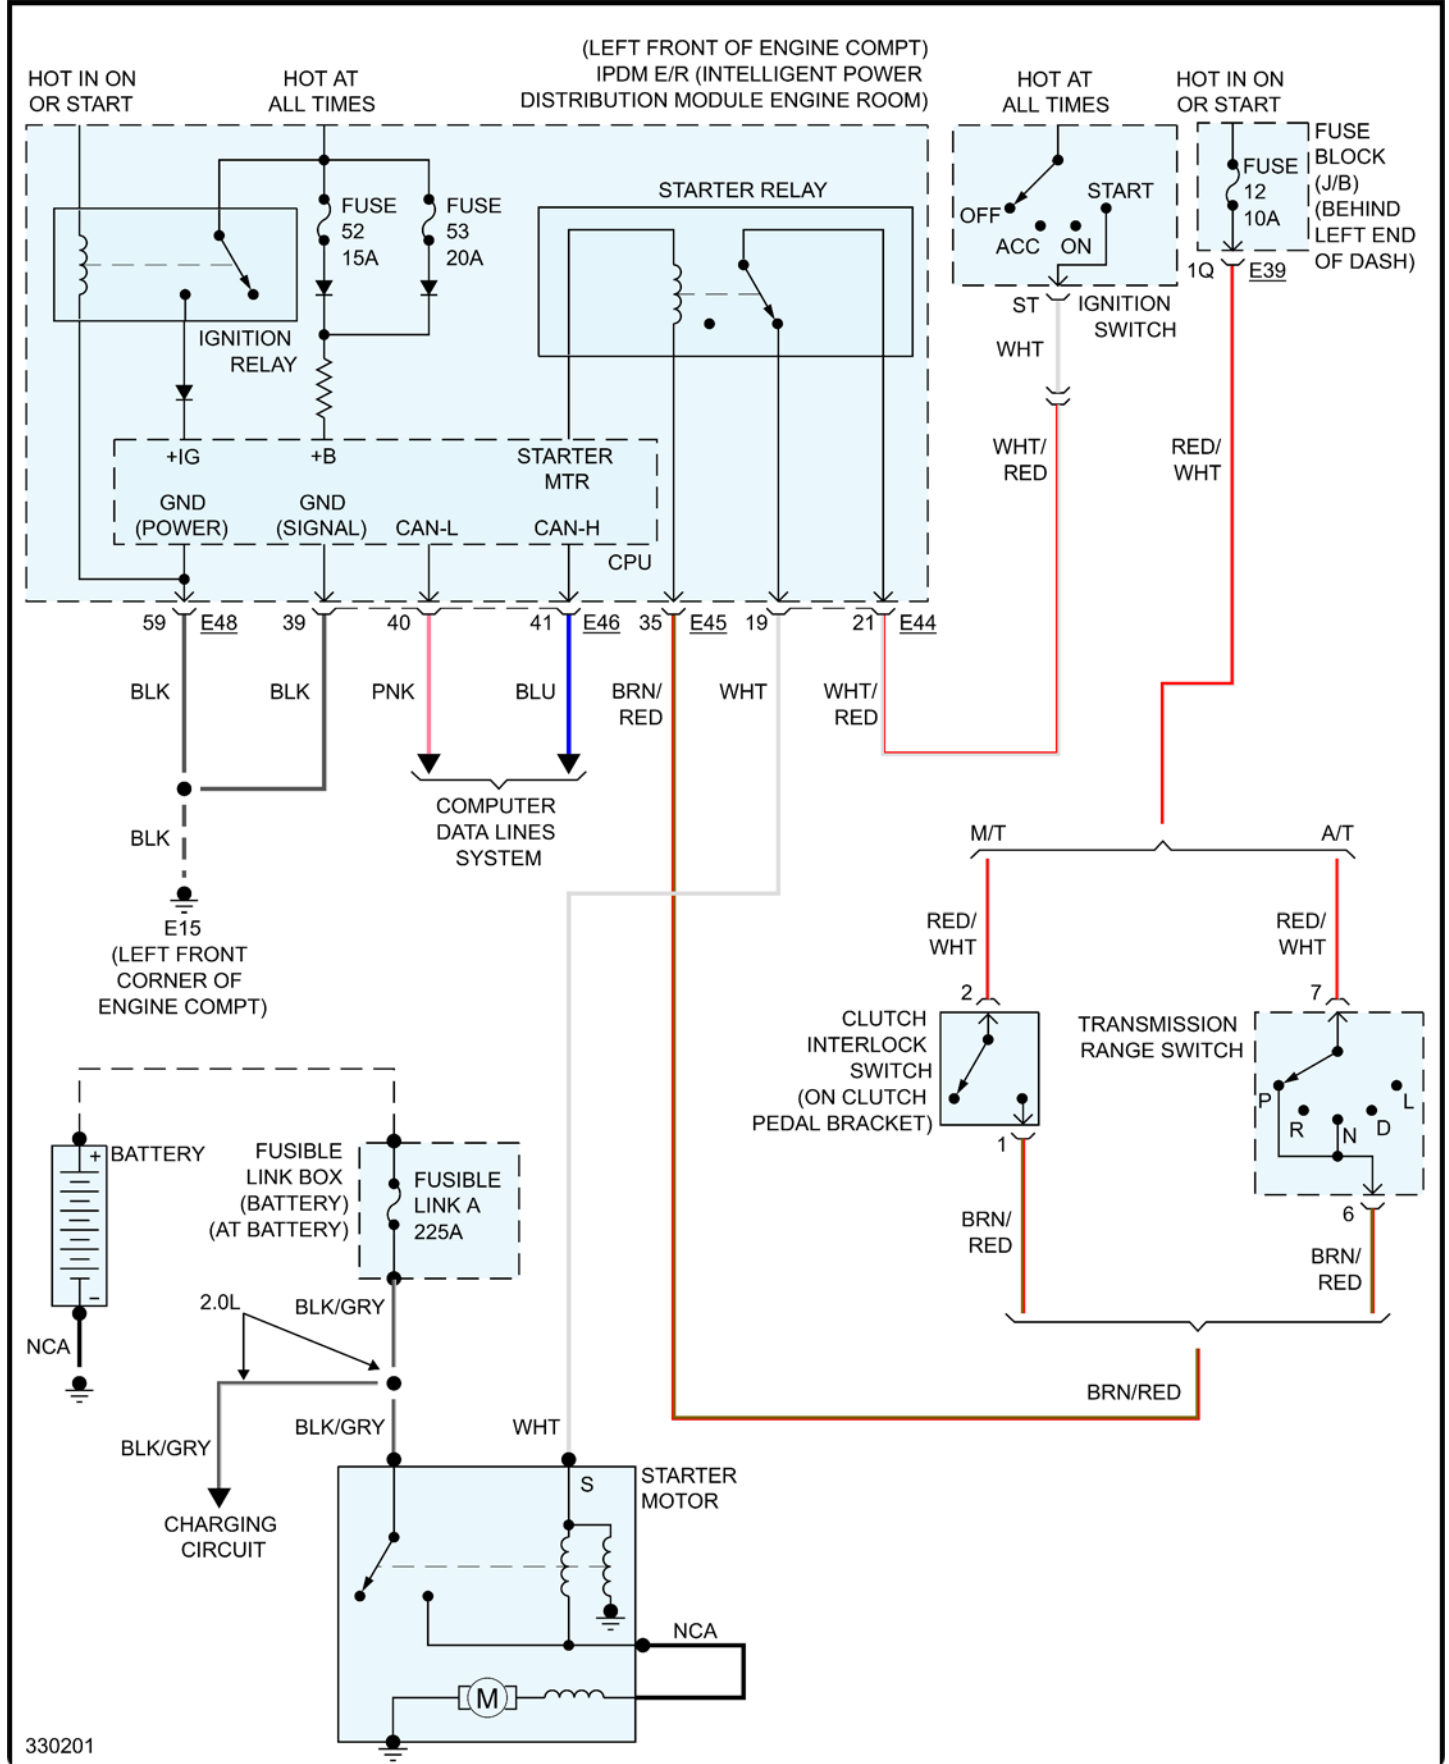 (LEFT FRONT OF ENGINE COMPT)
IPDM E/R (INTELLIGENT POWER
DISTRIBUTION MODULE ENGINE ROOM)
HOT IN ON
OR START
HOT AT
ALL TIMES
HOT AT
ALL TIMES
HOT IN ON
OR START
FUSE
52
15A
FUSE
53
20A
IGNITION
RELAY
STARTER RELAY
OFF
ACC
ON
START
ST
IGNITION
SWITCH
FUSE
12
10A
FUSE
BLOCK
(J/B)
(BEHIND
LEFT END
OF DASH)
1Q
E39
WHT
WHT/
RED
RED/
WHT
+IG
+B
STARTER
MTR
GND
(POWER)
GND
(SIGNAL)
CAN-L
CAN-H
CPU
59
E48
39
40
41
E46
35
E45
19
21
E44
BLK
BLK
PNK
BLU
BRN/
RED
WHT
WHT/
RED
COMPUTER
DATA LINES
SYSTEM
BLK
E15
(LEFT FRONT
CORNER OF
ENGINE COMPT)
M/T
A/T
RED/
WHT
RED/
WHT
2
7
CLUTCH
INTERLOCK
SWITCH
(ON CLUTCH
PEDAL BRACKET)
TRANSMISSION
RANGE SWITCH
P
R
N
D
L
1
6
BRN/
RED
BRN/
RED
BRN/RED
+
BATTERY
−
NCA
FUSIBLE
LINK BOX
(BATTERY)
(AT BATTERY)
FUSIBLE
LINK A
225A
2.0L
BLK/GRY
BLK/GRY
BLK/GRY
WHT
CHARGING
CIRCUIT
S
STARTER
MOTOR
NCA
M
330201